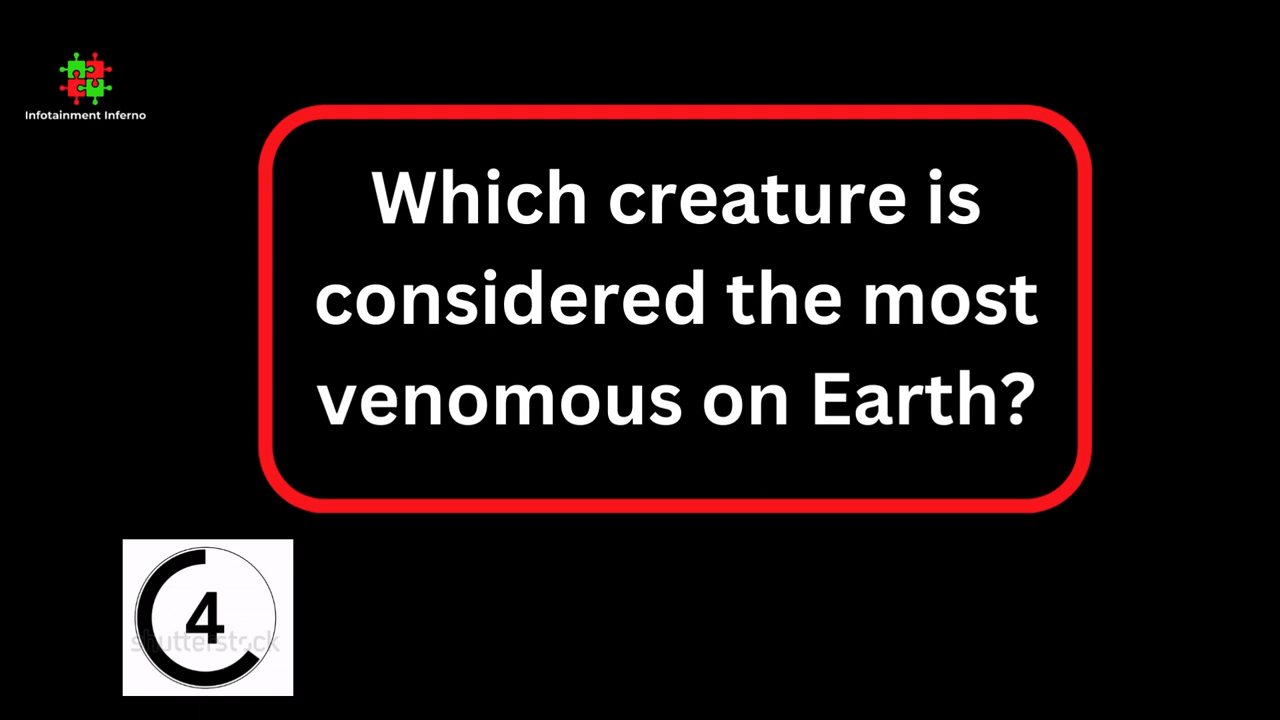 Infotainment Inferno
Which creature is
considered the most
venomous on Earth?
4
shutterstock